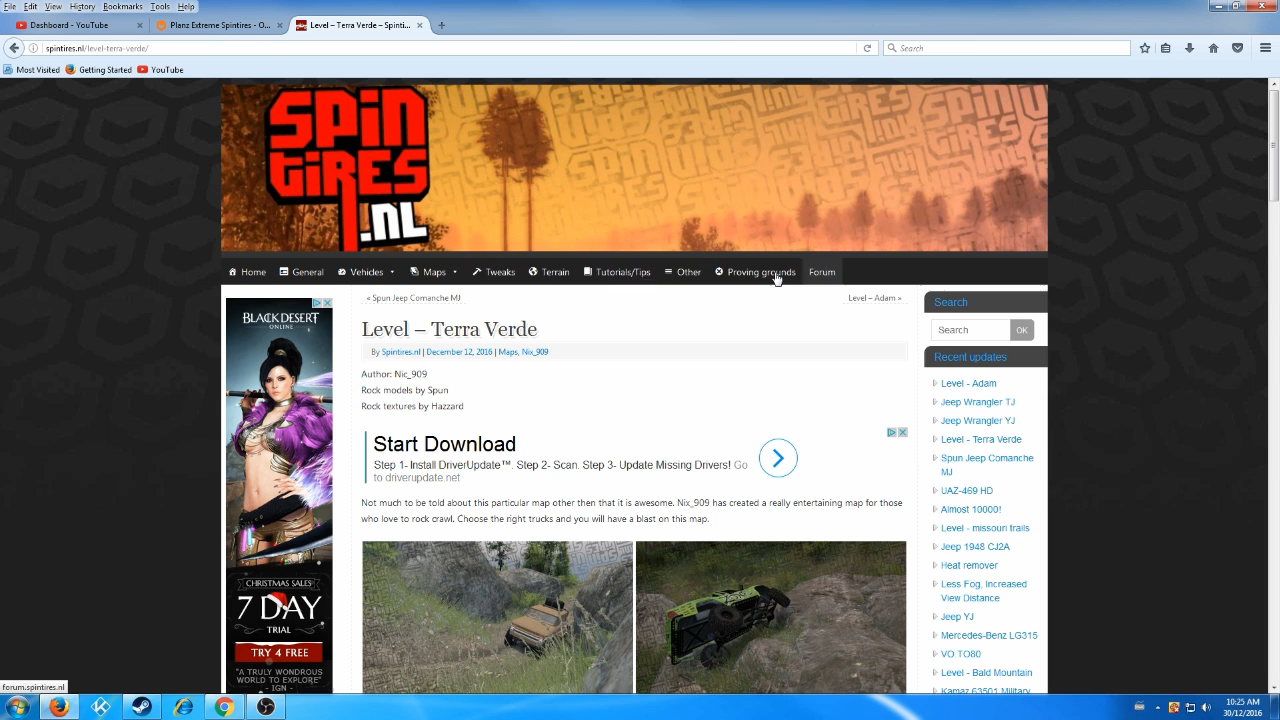 File Edit View History Bookmarks Tools Help
Dashboard - YouTube
Planz Extreme Spintires - O...
Level – Terra Verde – Spinti...
spintires.nl/level-terra-verde/
Search
Most Visited Getting Started YouTube
SPIN
TIRES
.NL
Home General Vehicles Maps Tweaks Terrain Tutorials/Tips Other Proving grounds Forum
« Spun Jeep Comanche MJ
Level – Adam »
Level – Terra Verde
By Spintires.nl | December 12, 2016 | Maps, Nix_909
Author: Nic_909
Rock models by Spun
Rock textures by Hazzard
Start Download
Step 1- Install DriverUpdate™. Step 2- Scan. Step 3- Update Missing Drivers! Go
to driverupdate.net
Not much to be told about this particular map other then that it is awesome. Nix_909 has created a really entertaining map for those
who love to rock crawl. Choose the right trucks and you will have a blast on this map.
BLACK DESERT
ONLINE
CHRISTMAS SALES
7 DAY
TRIAL
TRY 4 FREE
"A TRULY WONDROUS
WORLD TO EXPLORE"
- IGN -
Search
Search OK
Recent updates
Level - Adam
Jeep Wrangler TJ
Jeep Wrangler YJ
Level - Terra Verde
Spun Jeep Comanche
MJ
UAZ-469 HD
Almost 10000!
Level - missouri trails
Jeep 1948 CJ2A
Heat remover
Less Fog, Increased
View Distance
Jeep YJ
Mercedes-Benz LG315
VO TO80
Level - Bald Mountain
Kamaz 63501 Military
forum.spintires.nl
10:25 AM
30/12/2016